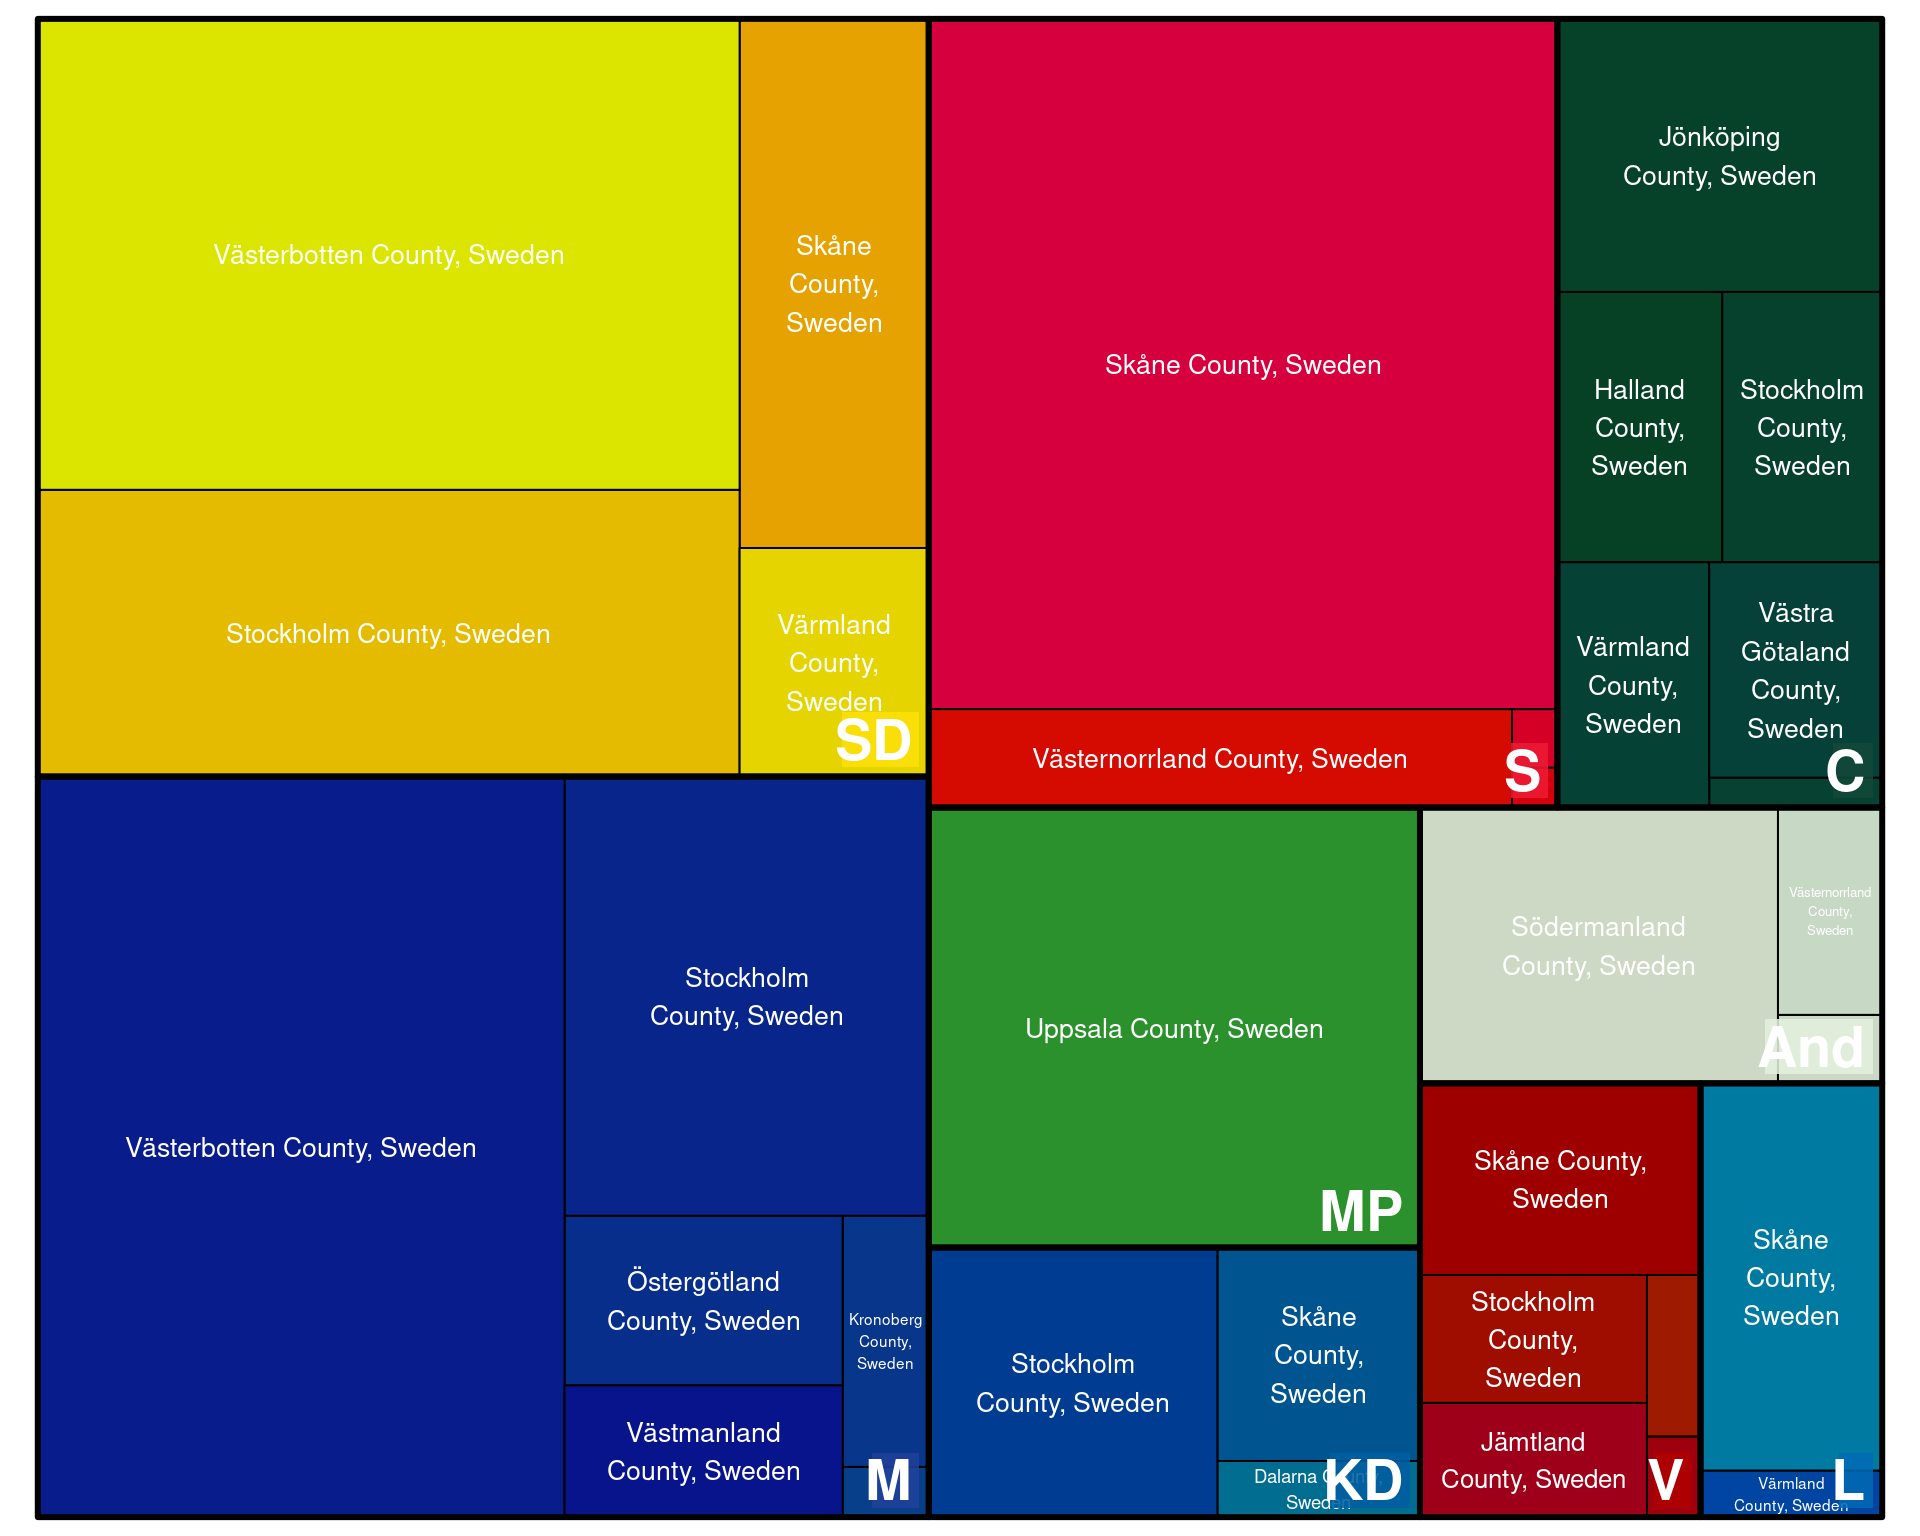 Västerbotten County, Sweden
Skåne
County,
Sweden
Stockholm County, Sweden
Värmland
County,
Sweden
SD
Skåne County, Sweden
Västernorrland County, Sweden
S
Jönköping
County, Sweden
Halland
County,
Sweden
Stockholm
County,
Sweden
Värmland
County,
Sweden
Västra
Götaland
County,
Sweden
C
Västerbotten County, Sweden
Stockholm
County, Sweden
Östergötland
County, Sweden
Kronoberg
County,
Sweden
Västmanland
County, Sweden
M
Uppsala County, Sweden
MP
Södermanland
County, Sweden
Västernorrland
County,
Sweden
And
Stockholm
County, Sweden
Skåne
County,
Sweden
Dalarna County,
Sweden
KD
Skåne County,
Sweden
Stockholm
County,
Sweden
Jämtland
County, Sweden
V
Skåne
County,
Sweden
Värmland
County, Sweden
L